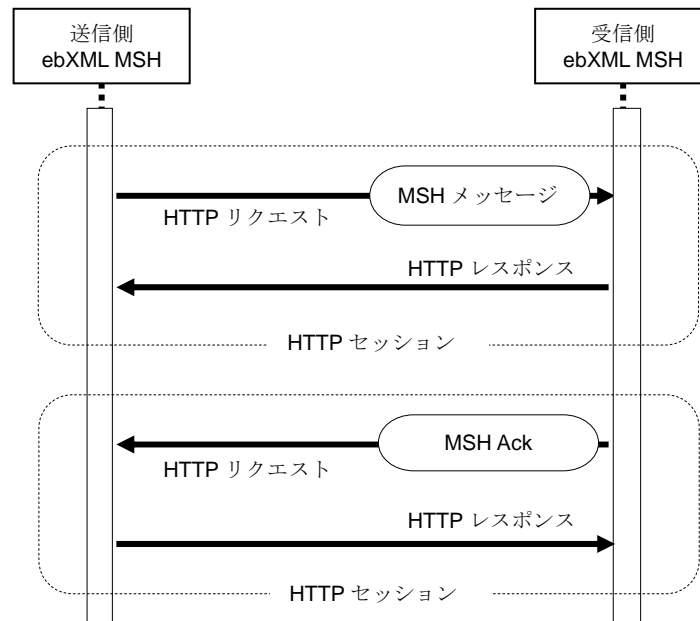 送信側
ebXML MSH
受信側
ebXML MSH
MSH メッセージ
HTTP リクエスト
HTTP レスポンス
HTTP セッション
MSH Ack
HTTP リクエスト
HTTP レスポンス
HTTP セッション